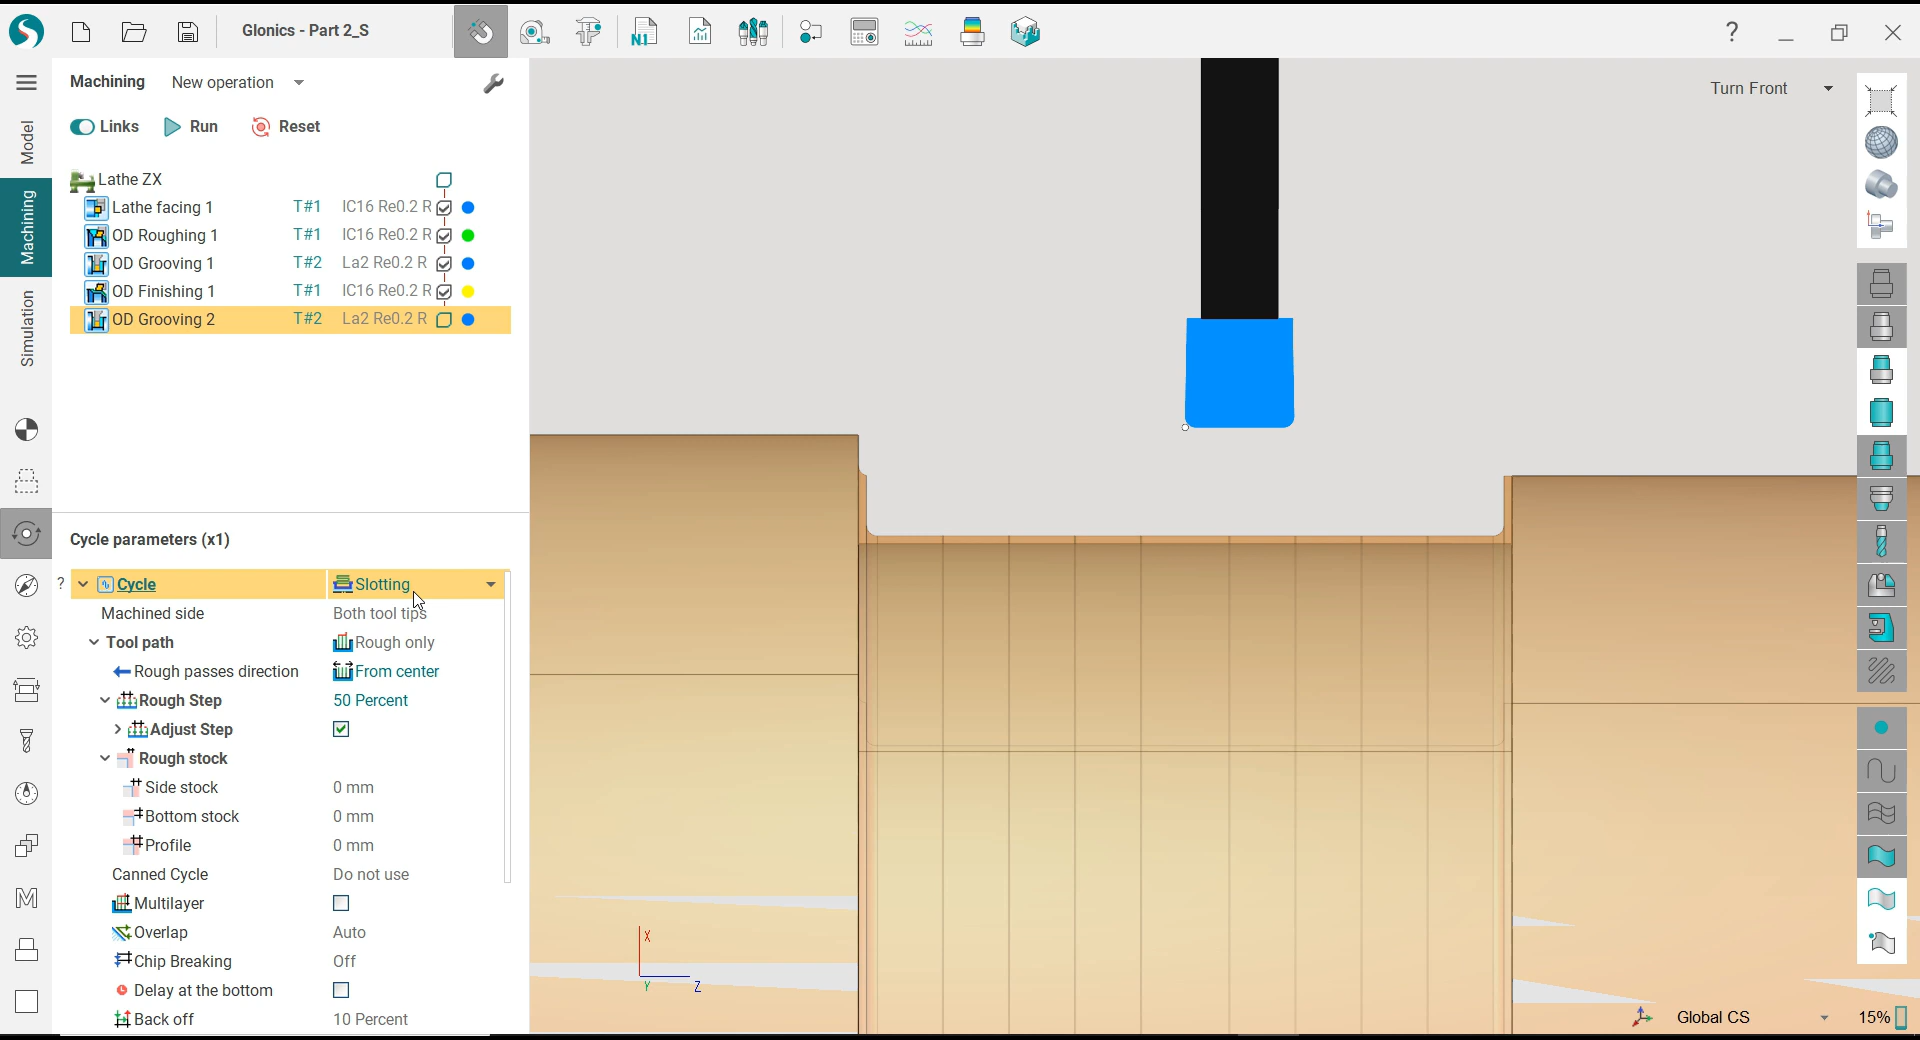 Glonics - Part 2_S
N1
?
Machining New operation
Turn Front
Links Run Reset
Model
Machining
Simulation
Lathe ZX
Lathe facing 1 T#1 IC16 Re0.2 R
OD Roughing 1 T#1 IC16 Re0.2 R
OD Grooving 1 T#2 La2 Re0.2 R
OD Finishing 1 T#1 IC16 Re0.2 R
OD Grooving 2 T#2 La2 Re0.2 R
Cycle parameters (x1)
? Cycle Slotting
Machined side Both tool tips
Tool path Rough only
Rough passes direction From center
Rough Step 50 Percent
Adjust Step
Rough stock
Side stock 0 mm
Bottom stock 0 mm
Profile 0 mm
Canned Cycle Do not use
Multilayer
Overlap Auto
Chip Breaking Off
Delay at the bottom
Back off 10 Percent
X
Y
Z
Global CS 15%